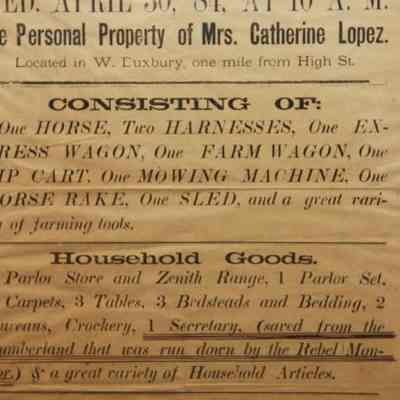 ED. APRIL 30, '84, AT 10 A. M.
e Personal Property of Mrs. Catherine Lopez.
Located in W. Duxbury, one mile from High St.
CONSISTING OF:
One HORSE, Two HARNESSES, One EX-
RESS WAGON, One FARM WAGON, One
IP CART, One MOWING MACHINE, One
ORSE RAKE, One SLED, and a great vari-
y of farming tools.
Household Goods.
Parlor Stove and Zenith Range, 1 Parlor Set,
Carpets, 3 Tables, 3 Bedsteads and Bedding, 2
ureaus, Crockery, 1 Secretary, (saved from the
umberland that was run down by the Rebel Mon-
or.) & a great variety of Household Articles.